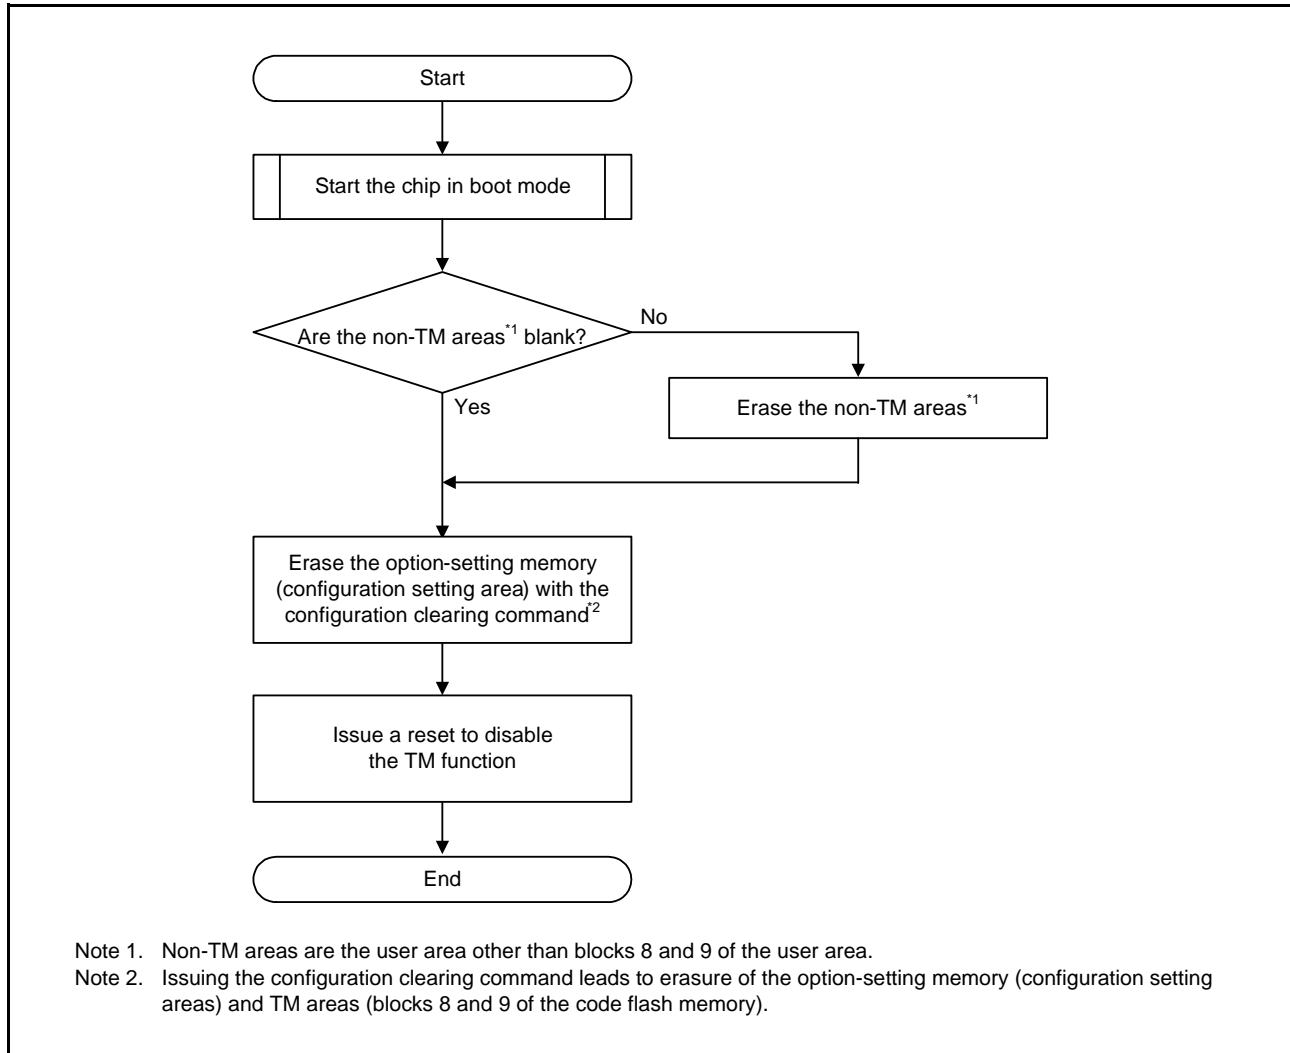 Start
Start the chip in boot mode
Are the non-TM areas*1 blank?
No
Yes
Erase the non-TM areas*1
Erase the option-setting memory
(configuration setting area) with the
configuration clearing command*2
Issue a reset to disable
the TM function
End
Note 1. Non-TM areas are the user area other than blocks 8 and 9 of the user area.
Note 2. Issuing the configuration clearing command leads to erasure of the option-setting memory (configuration setting
areas) and TM areas (blocks 8 and 9 of the code flash memory).